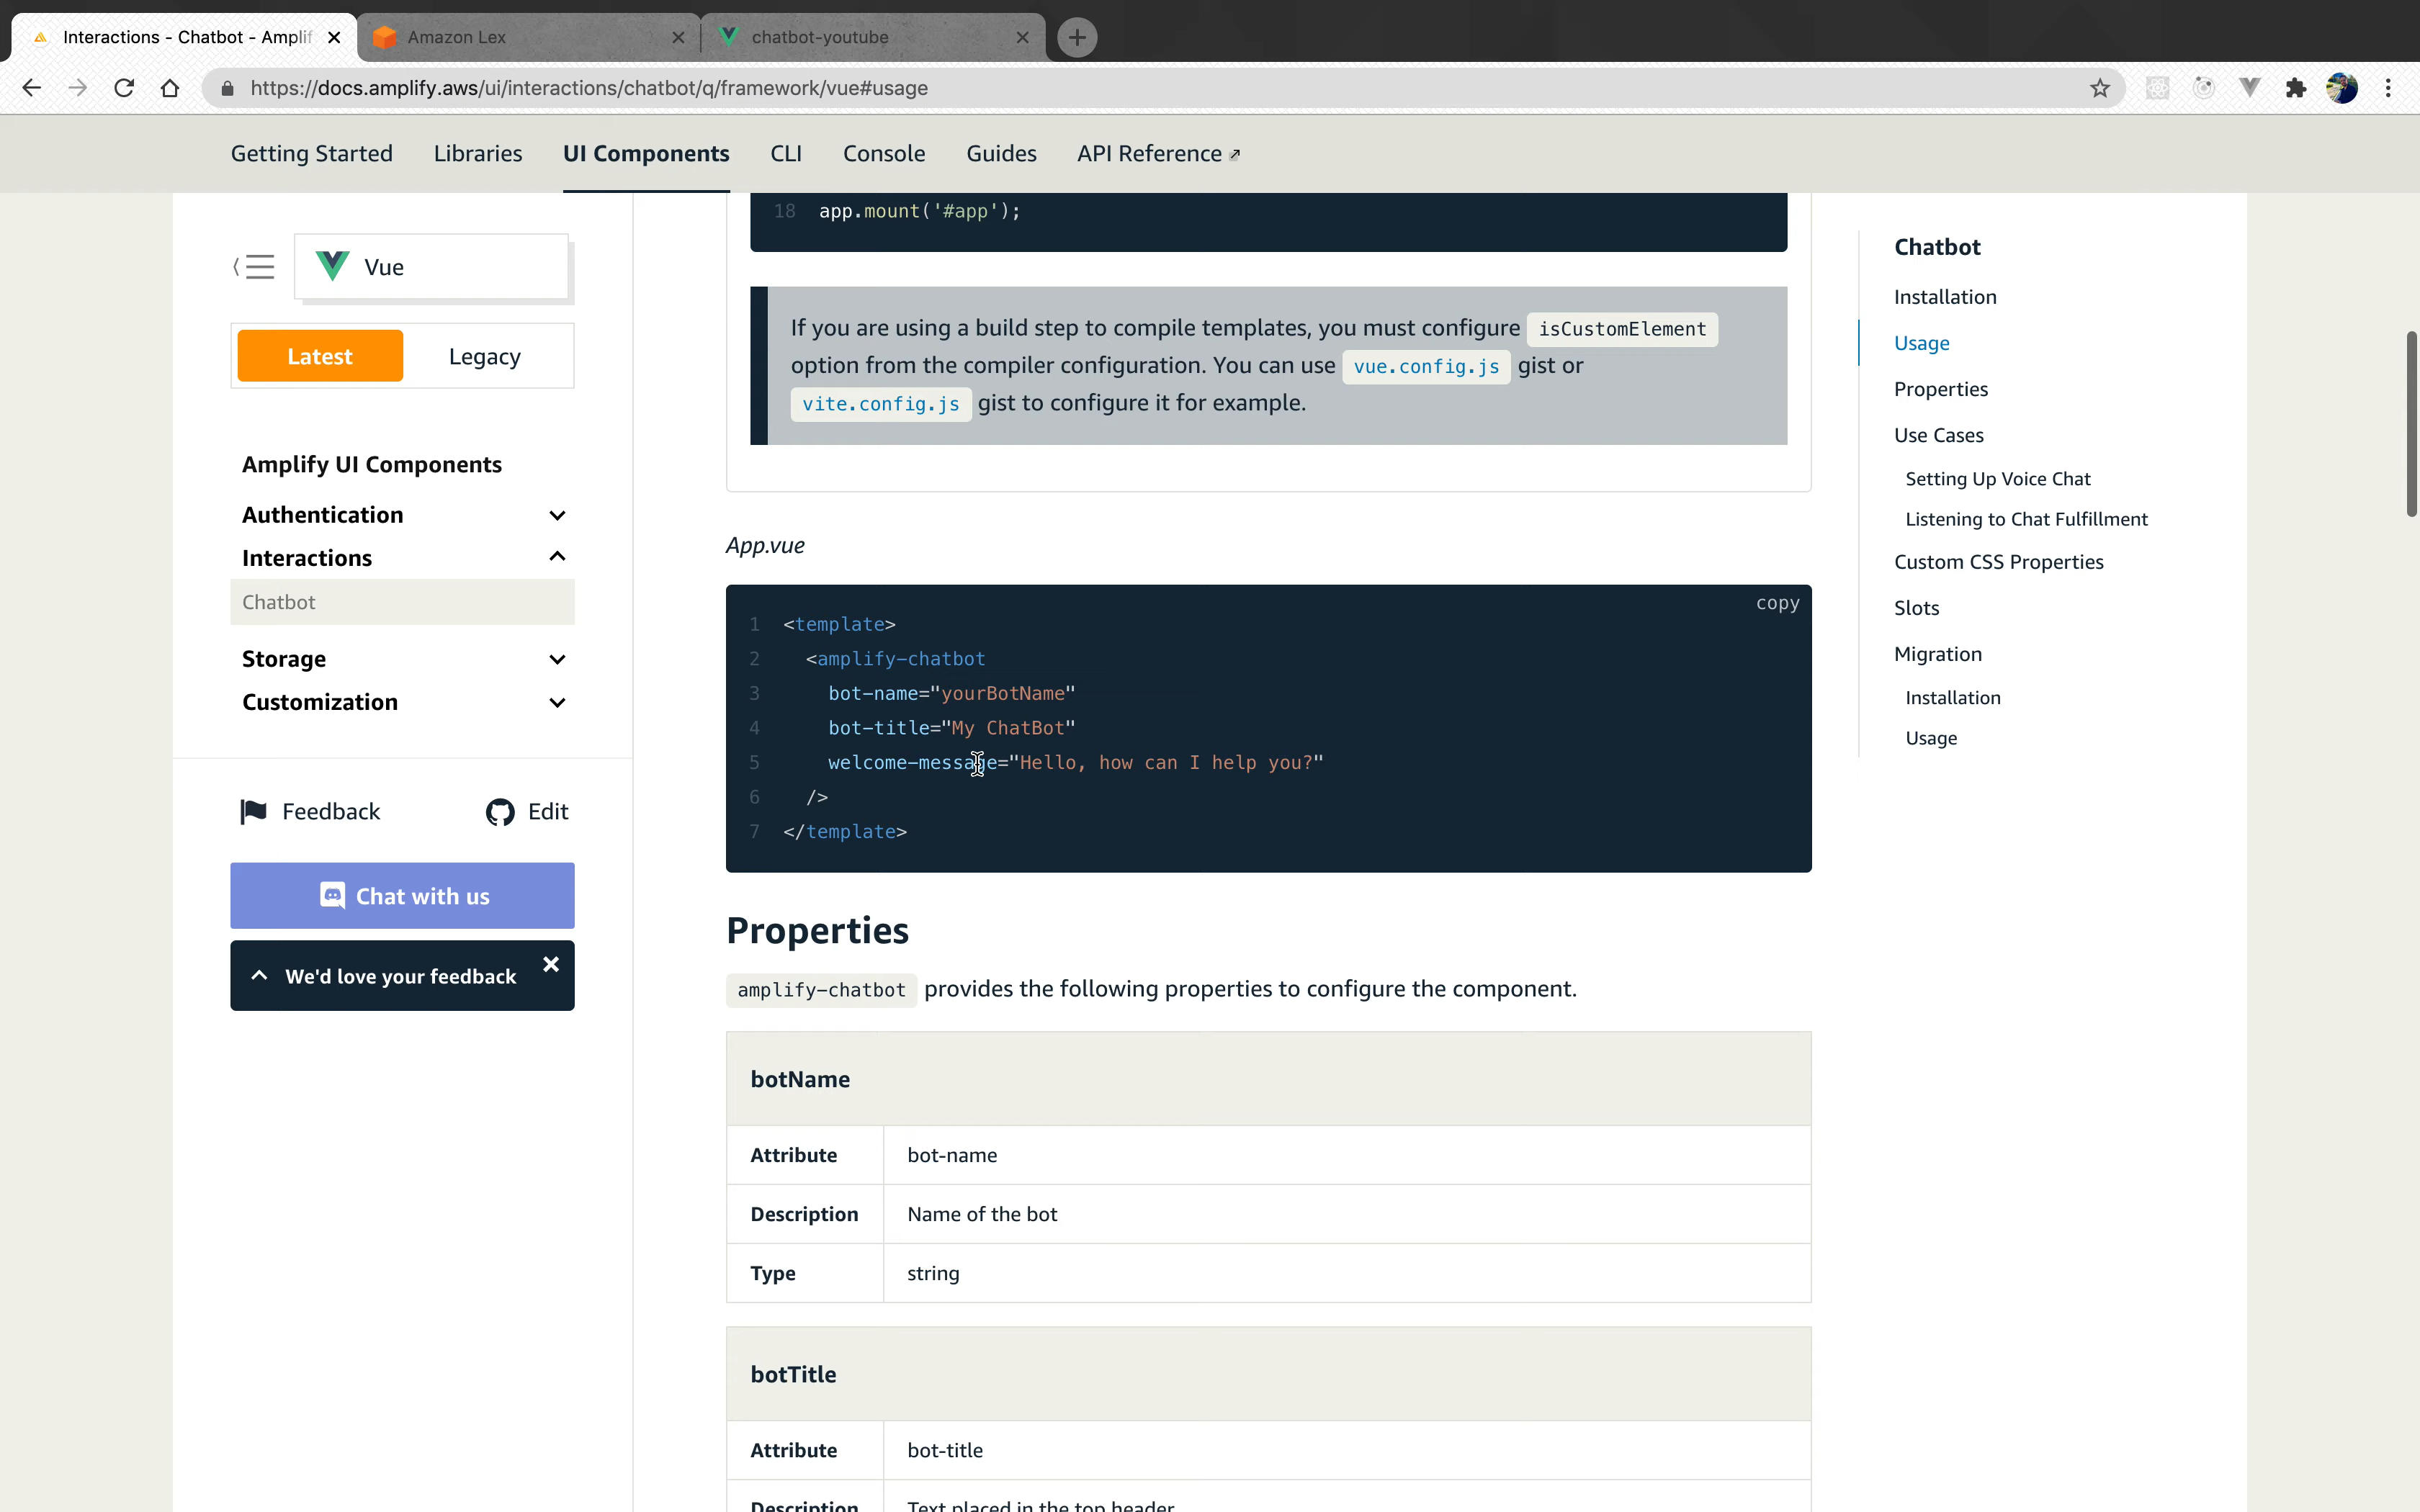 Interactions - Chatbot - Amplif
Amazon Lex
chatbot-youtube
https://docs.amplify.aws/ui/interactions/chatbot/q/framework/vue#usage
Getting Started
Libraries
UI Components
CLI
Console
Guides
API Reference
Vue
Latest
Legacy
Amplify UI Components
Authentication
Interactions
Chatbot
Storage
Customization
Feedback
Edit
Chat with us
We'd love your feedback
18 app.mount('#app');
If you are using a build step to compile templates, you must configure isCustomElement
option from the compiler configuration. You can use vue.config.js gist or
vite.config.js gist to configure it for example.
App.vue
copy
1 <template>
2 <amplify-chatbot
3 bot-name="yourBotName"
4 bot-title="My ChatBot"
5 welcome-message="Hello, how can I help you?"
6 />
7 </template>
Properties
amplify-chatbot provides the following properties to configure the component.
botName
Attribute bot-name
Description Name of the bot
Type string
botTitle
Attribute bot-title
Description Text placed in the top header
Chatbot
Installation
Usage
Properties
Use Cases
Setting Up Voice Chat
Listening to Chat Fulfillment
Custom CSS Properties
Slots
Migration
Installation
Usage